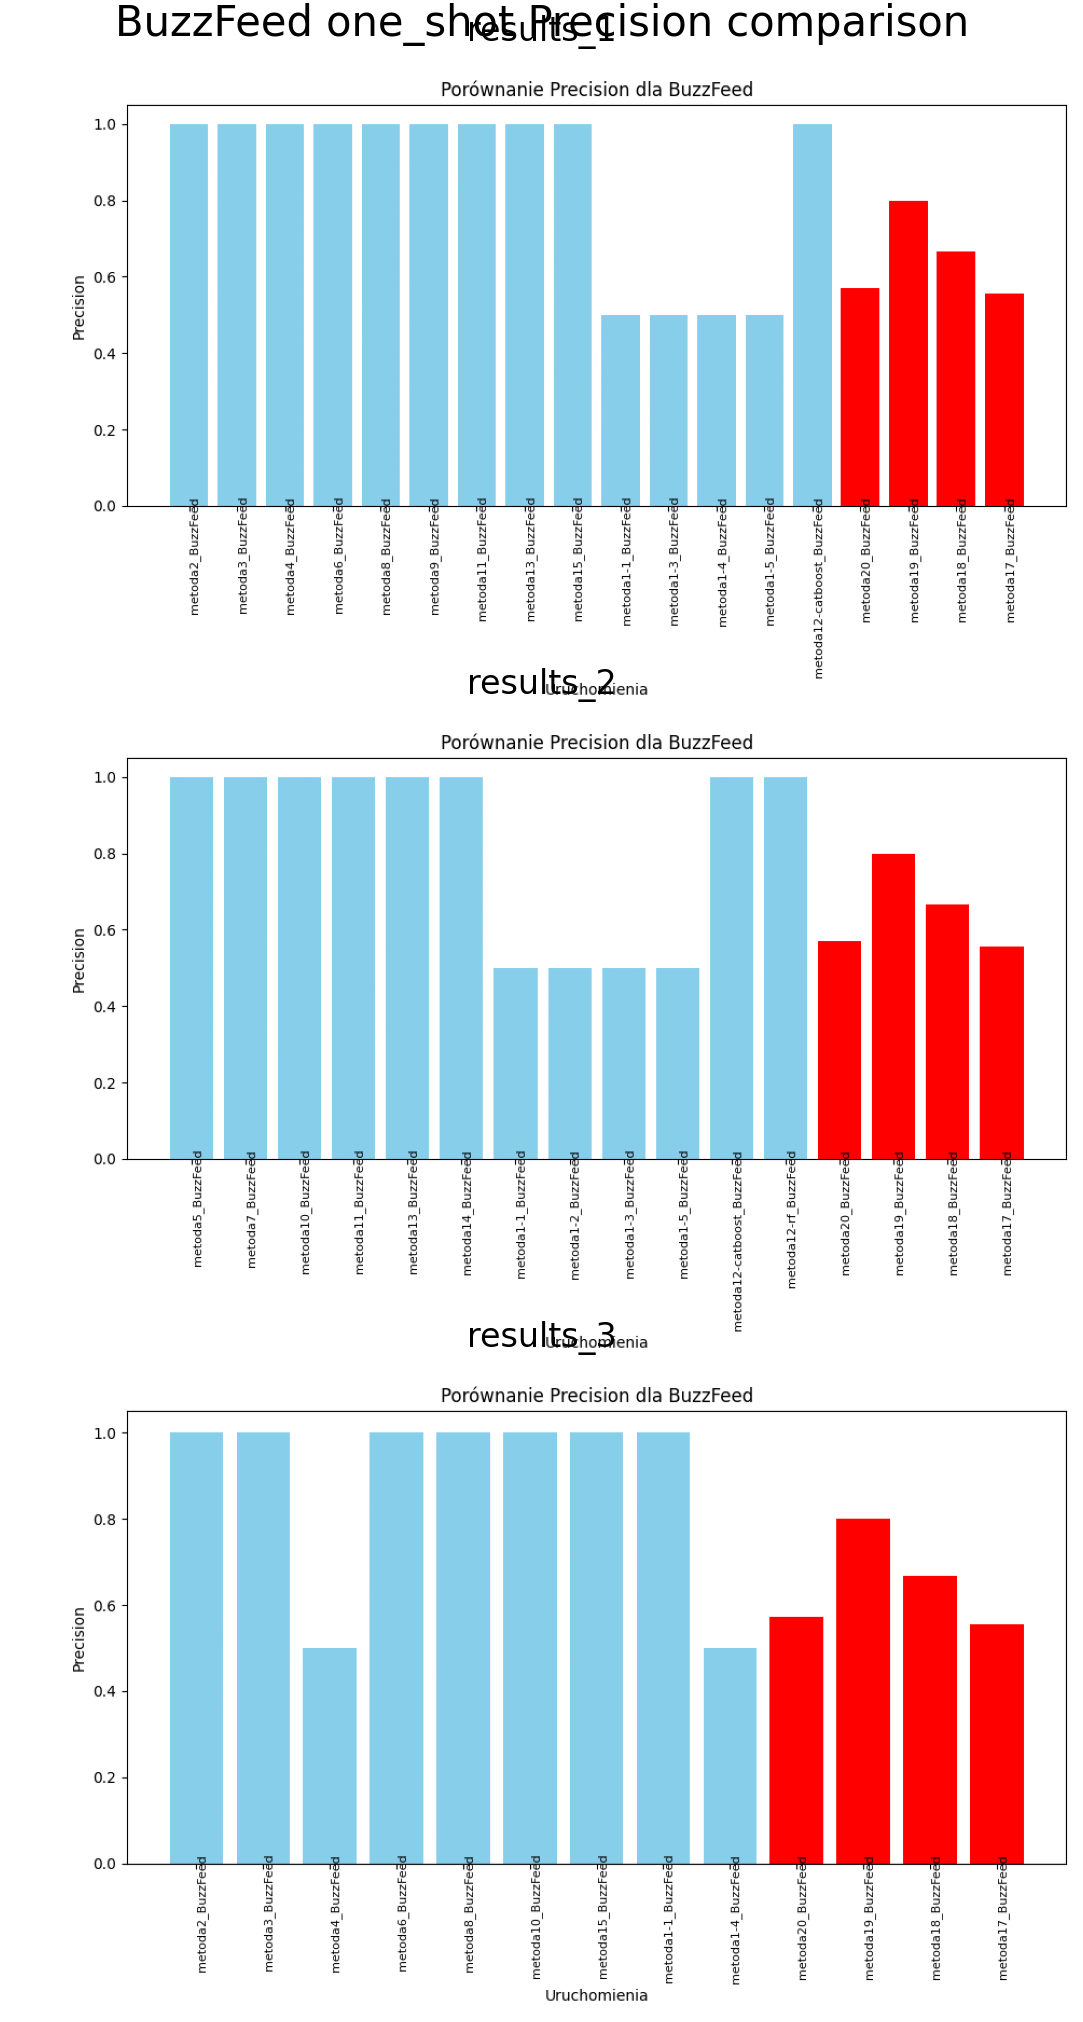 BuzzFeed one_shot Precision comparison
results_1
Porównanie Precision dla BuzzFeed
Precision
1.0
0.8
0.6
0.4
0.2
0.0
metoda2_BuzzFeed
metoda3_BuzzFeed
metoda4_BuzzFeed
metoda6_BuzzFeed
metoda8_BuzzFeed
metoda9_BuzzFeed
metoda11_BuzzFeed
metoda13_BuzzFeed
metoda15_BuzzFeed
metoda1-1_BuzzFeed
metoda1-3_BuzzFeed
metoda1-4_BuzzFeed
metoda1-5_BuzzFeed
metoda12-catboost_BuzzFeed
metoda20_BuzzFeed
metoda19_BuzzFeed
metoda18_BuzzFeed
metoda17_BuzzFeed
Uruchomienia
results_2
Porównanie Precision dla BuzzFeed
Precision
1.0
0.8
0.6
0.4
0.2
0.0
metoda5_BuzzFeed
metoda7_BuzzFeed
metoda10_BuzzFeed
metoda11_BuzzFeed
metoda13_BuzzFeed
metoda14_BuzzFeed
metoda1-1_BuzzFeed
metoda1-2_BuzzFeed
metoda1-3_BuzzFeed
metoda1-5_BuzzFeed
metoda12-catboost_BuzzFeed
metoda12-rf_BuzzFeed
metoda20_BuzzFeed
metoda19_BuzzFeed
metoda18_BuzzFeed
metoda17_BuzzFeed
Uruchomienia
results_3
Porównanie Precision dla BuzzFeed
Precision
1.0
0.8
0.6
0.4
0.2
0.0
metoda2_BuzzFeed
metoda3_BuzzFeed
metoda4_BuzzFeed
metoda6_BuzzFeed
metoda8_BuzzFeed
metoda10_BuzzFeed
metoda15_BuzzFeed
metoda1-1_BuzzFeed
metoda1-4_BuzzFeed
metoda20_BuzzFeed
metoda19_BuzzFeed
metoda18_BuzzFeed
metoda17_BuzzFeed
Uruchomienia